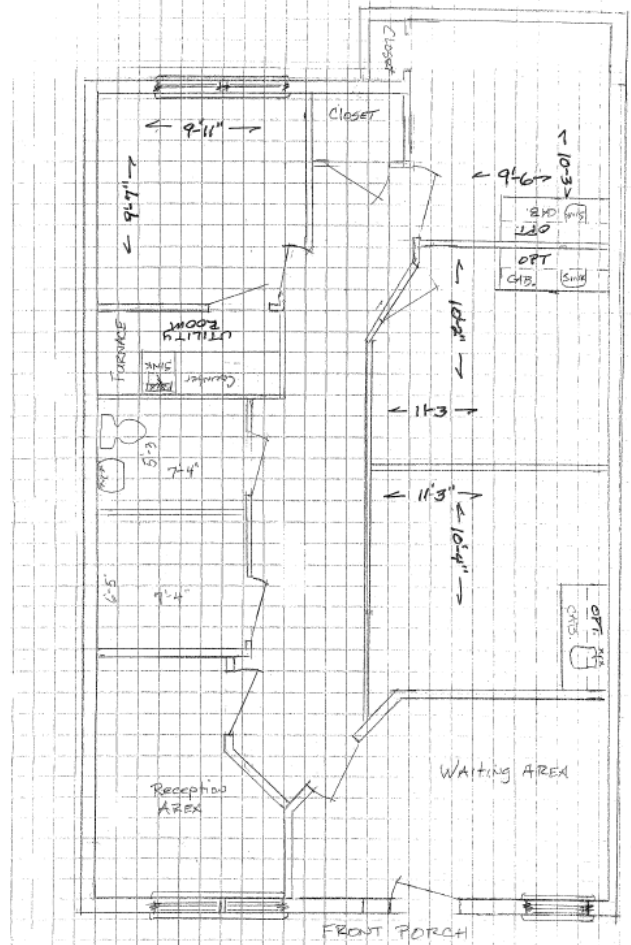 CLOSET
CLOSET
9'-11"
9'-7"
9'-6
10-3
SINK
CAB.
OPT.
OPT
CAB.
SINK
UTILITY
ROOM
FURNACE
SINK
Counter
10'-2"
11-3
5'-3
7'-4"
11'-3"
10'-4"
6'-5
7'-4
OPT.
CAB.
Reception
AREA
WAITING AREA
FRONT PORCH